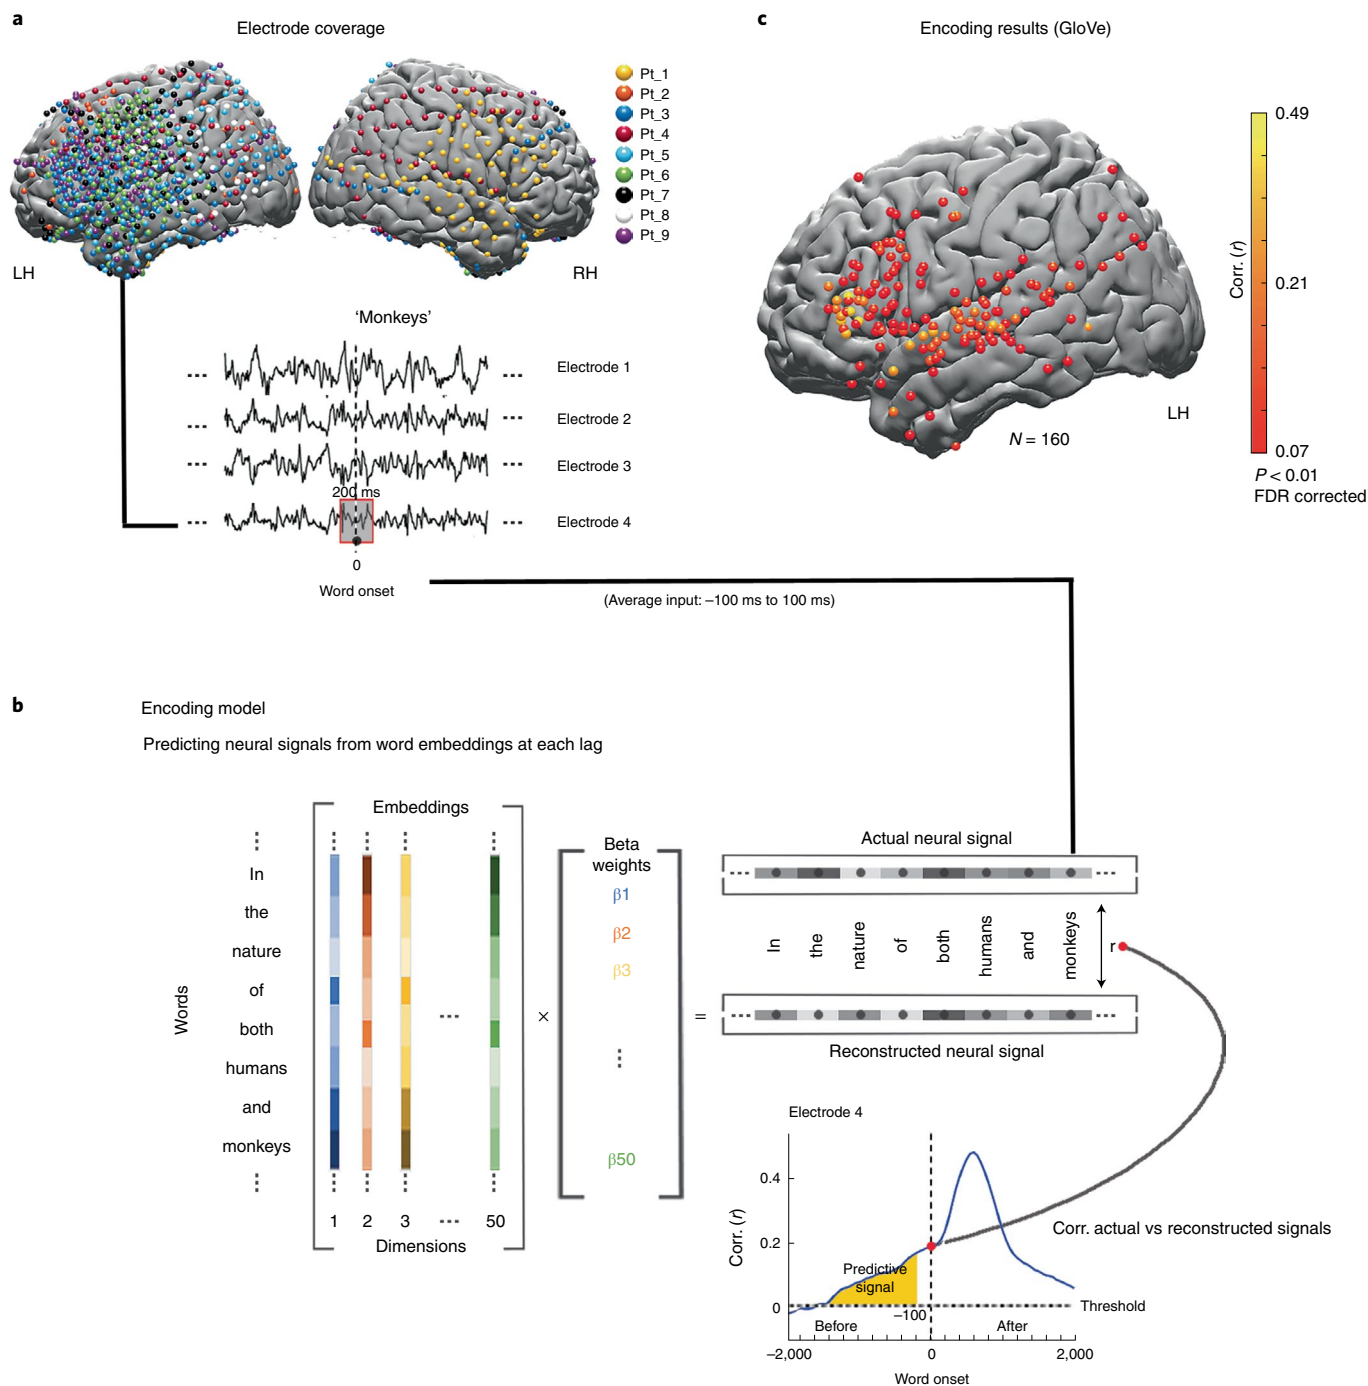 a
Electrode coverage
Pt_1
Pt_2
Pt_3
Pt_4
Pt_5
Pt_6
Pt_7
Pt_8
Pt_9
LH
RH
'Monkeys'
Electrode 1
Electrode 2
Electrode 3
200 ms
Electrode 4
0
Word onset
(Average input: –100 ms to 100 ms)
c
Encoding results (GloVe)
0.49
Corr. (r)
0.21
0.07
LH
N = 160
P < 0.01
FDR corrected
b
Encoding model
Predicting neural signals from word embeddings at each lag
Embeddings
Words
In
the
nature
of
both
humans
and
monkeys
1 2 3 ... 50
Dimensions
×
Beta
weights
β1
β2
β3
β50
=
Actual neural signal
In
the
nature
of
both
humans
and
monkeys
r
Reconstructed neural signal
Electrode 4
Corr. (r)
0.4
0.2
0
Predictive
signal
–100
Before
After
Threshold
Corr. actual vs reconstructed signals
–2,000 0 2,000
Word onset